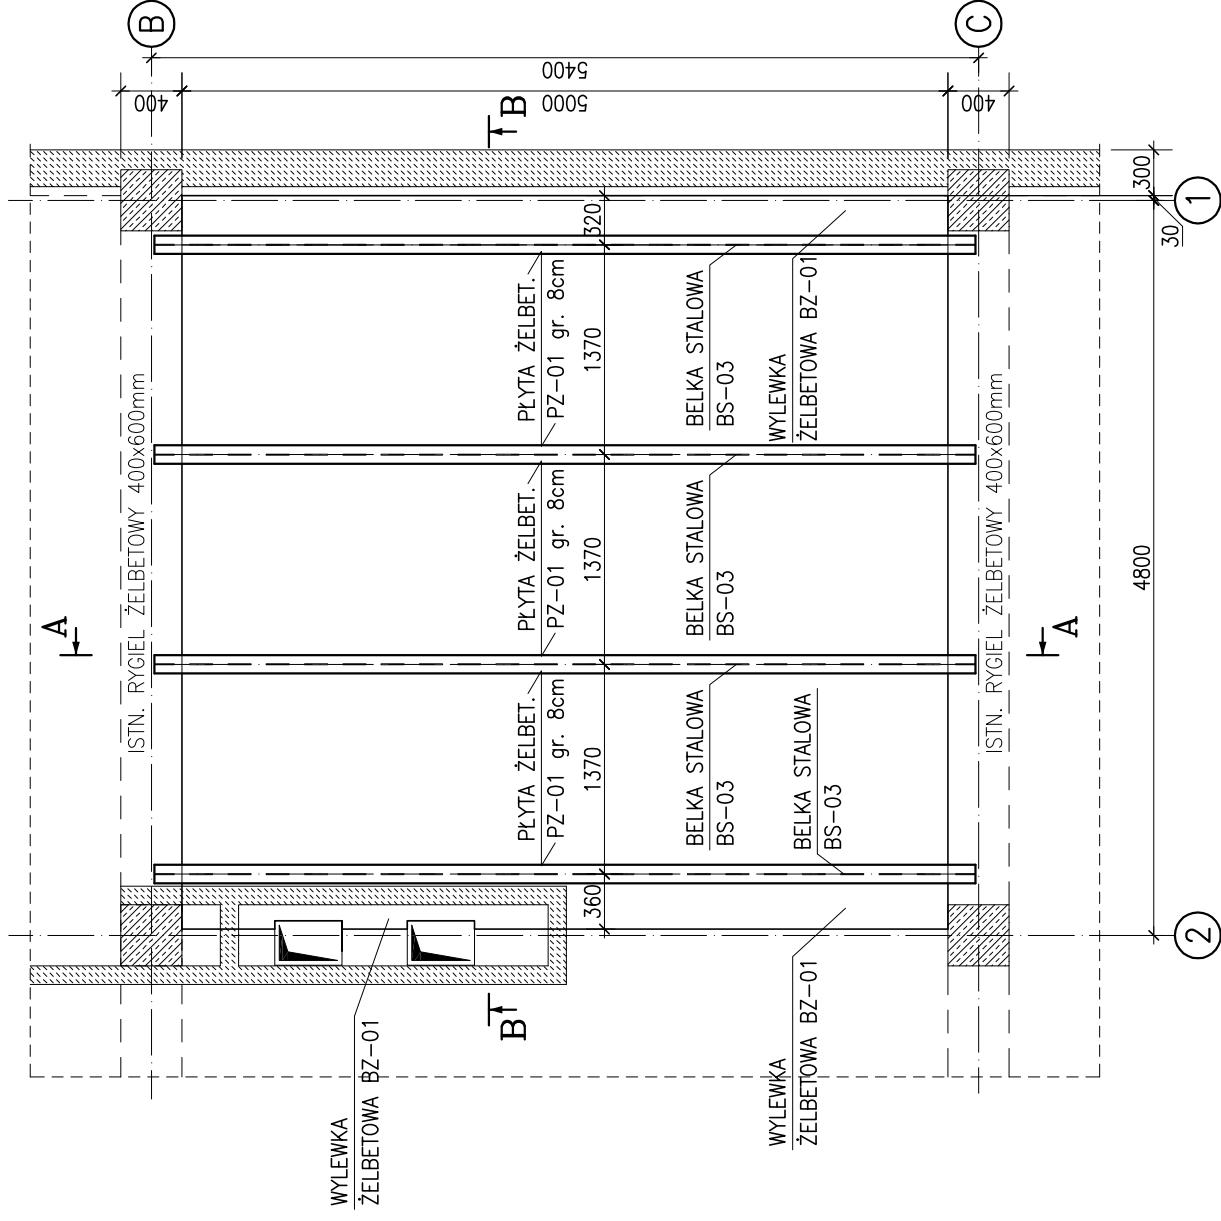 B
C
5400
400
5000
400
B
300
1
30
320
PŁYTA ŻELBET.
PZ-01 gr. 8cm
1370
BELKA STALOWA
BS-03
WYLEWKA
ŻELBETOWA BZ-01
ISTN. RYGIEL ŻELBETOWY 400x600mm
ISTN. RYGIEL ŻELBETOWY 400x600mm
PŁYTA ŻELBET.
PZ-01 gr. 8cm
1370
BELKA STALOWA
BS-03
4800
A
A
PŁYTA ŻELBET.
PZ-01 gr. 8cm
1370
BELKA STALOWA
BS-03
BELKA STALOWA
BS-03
360
2
B
WYLEWKA
ŻELBETOWA BZ-01
WYLEWKA
ŻELBETOWA BZ-01